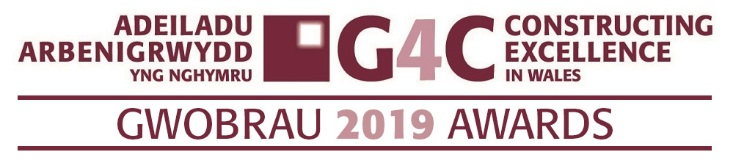 ADEILADU
ARBENIGRWYDD
YNG NGHYMRU
G4C
CONSTRUCTING
EXCELLENCE
IN WALES
GWOBRAU 2019 AWARDS